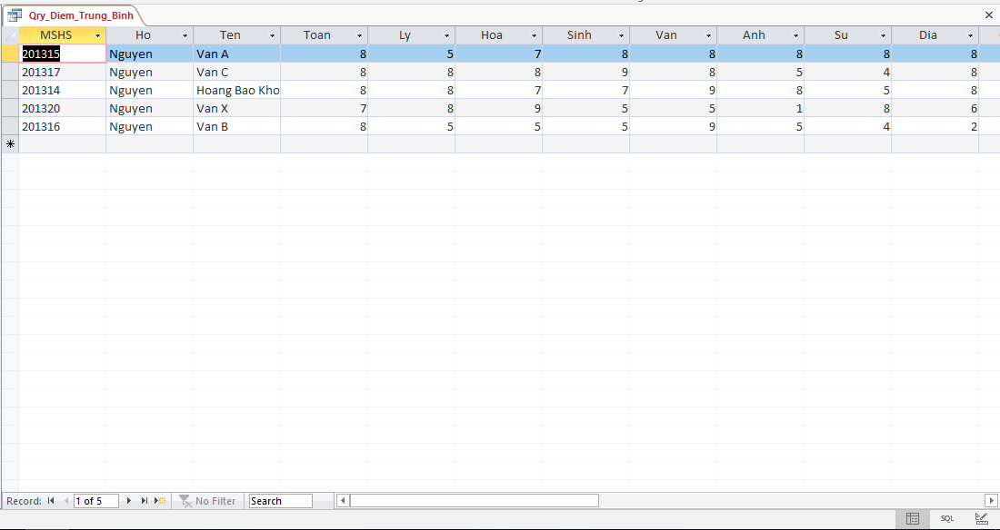 Qry_Diem_Trung_Binh
MSHS Ho Ten Toan Ly Hoa Sinh Van Anh Su Dia
201315 Nguyen Van A 8 5 7 8 8 8 8 8
201317 Nguyen Van C 8 8 8 9 8 5 4 8
201314 Nguyen Hoang Bao Kho 8 8 7 7 9 8 5 8
201320 Nguyen Van X 7 8 9 5 5 1 8 6
201316 Nguyen Van B 8 5 5 5 9 5 4 2
Record: 1 of 5 No Filter Search
SQL